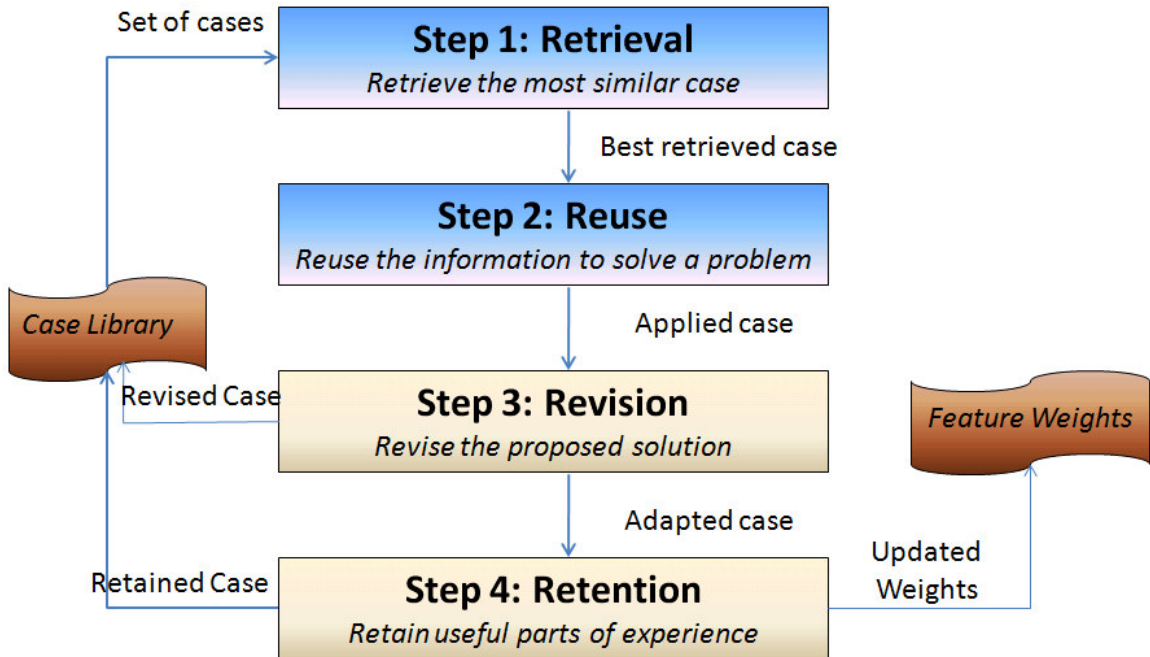 Set of cases
Step 1: Retrieval
Retrieve the most similar case
Best retrieved case
Step 2: Reuse
Reuse the information to solve a problem
Case Library
Applied case
Revised Case
Step 3: Revision
Revise the proposed solution
Feature Weights
Adapted case
Retained Case
Step 4: Retention
Retain useful parts of experience
Updated
Weights